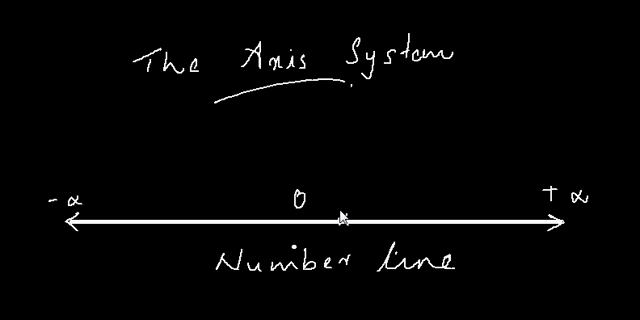 The Axis System
- α 0 + α
Number line